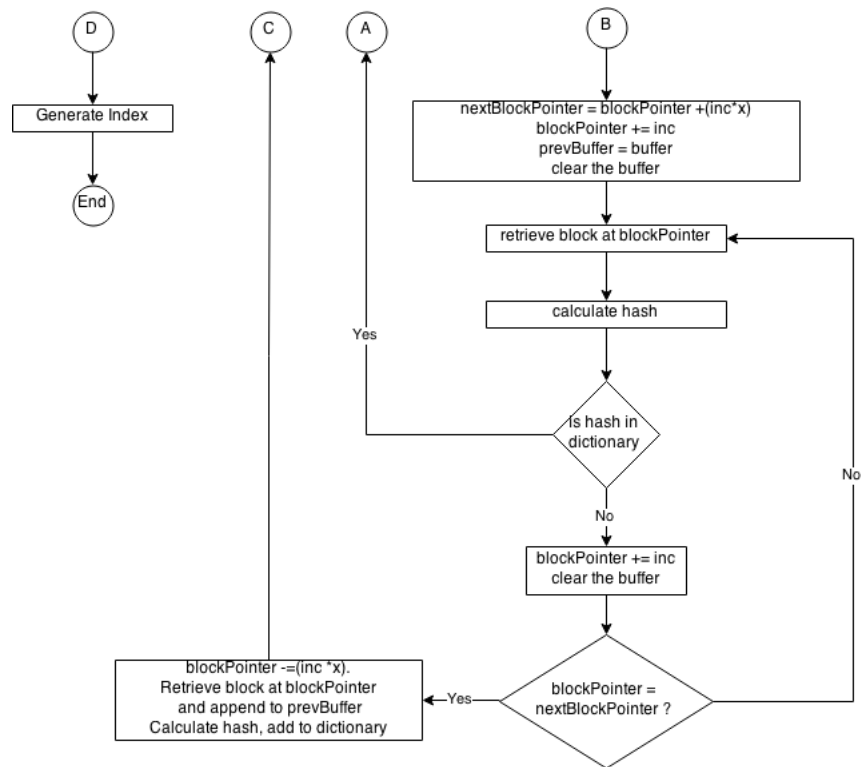 D
C
A
B
Generate Index
End
nextBlockPointer = blockPointer +(inc*x)
blockPointer += inc
prevBuffer = buffer
clear the buffer
retrieve block at blockPointer
calculate hash
Yes
Is hash in
dictionary
No
No
blockPointer += inc
clear the buffer
blockPointer -=(inc *x).
Retrieve block at blockPointer
and append to prevBuffer
Calculate hash, add to dictionary
Yes
blockPointer =
nextBlockPointer ?